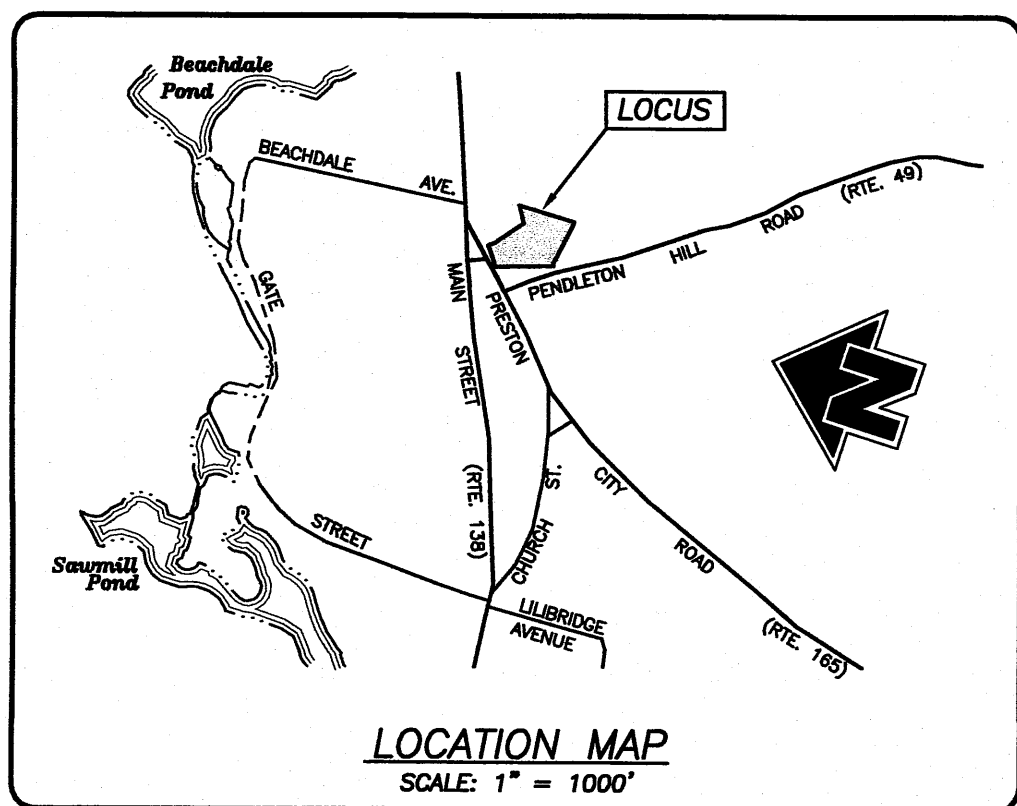 Beachdale
Pond
LOCUS
BEACHDALE
AVE.
PENDLETON
HILL
ROAD
(RTE. 49)
GATE
STREET
MAIN
STREET
(RTE. 138)
PRESTON
CITY
ROAD
(RTE. 165)
CHURCH
ST.
N
Sawmill
Pond
LILIBRIDGE
AVENUE
LOCATION MAP
SCALE: 1" = 1000'